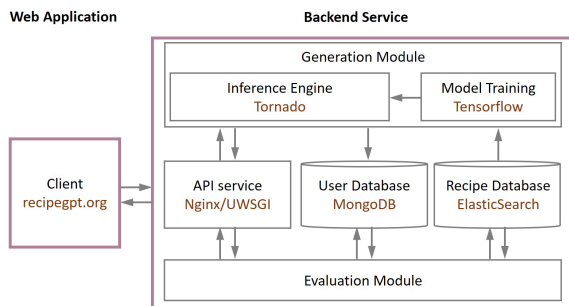 Web Application
Backend Service
Generation Module
Inference Engine
Tornado
Model Training
Tensorflow
Client
recipegpt.org
API service
Nginx/UWSGI
User Database
MongoDB
Recipe Database
ElasticSearch
Evaluation Module